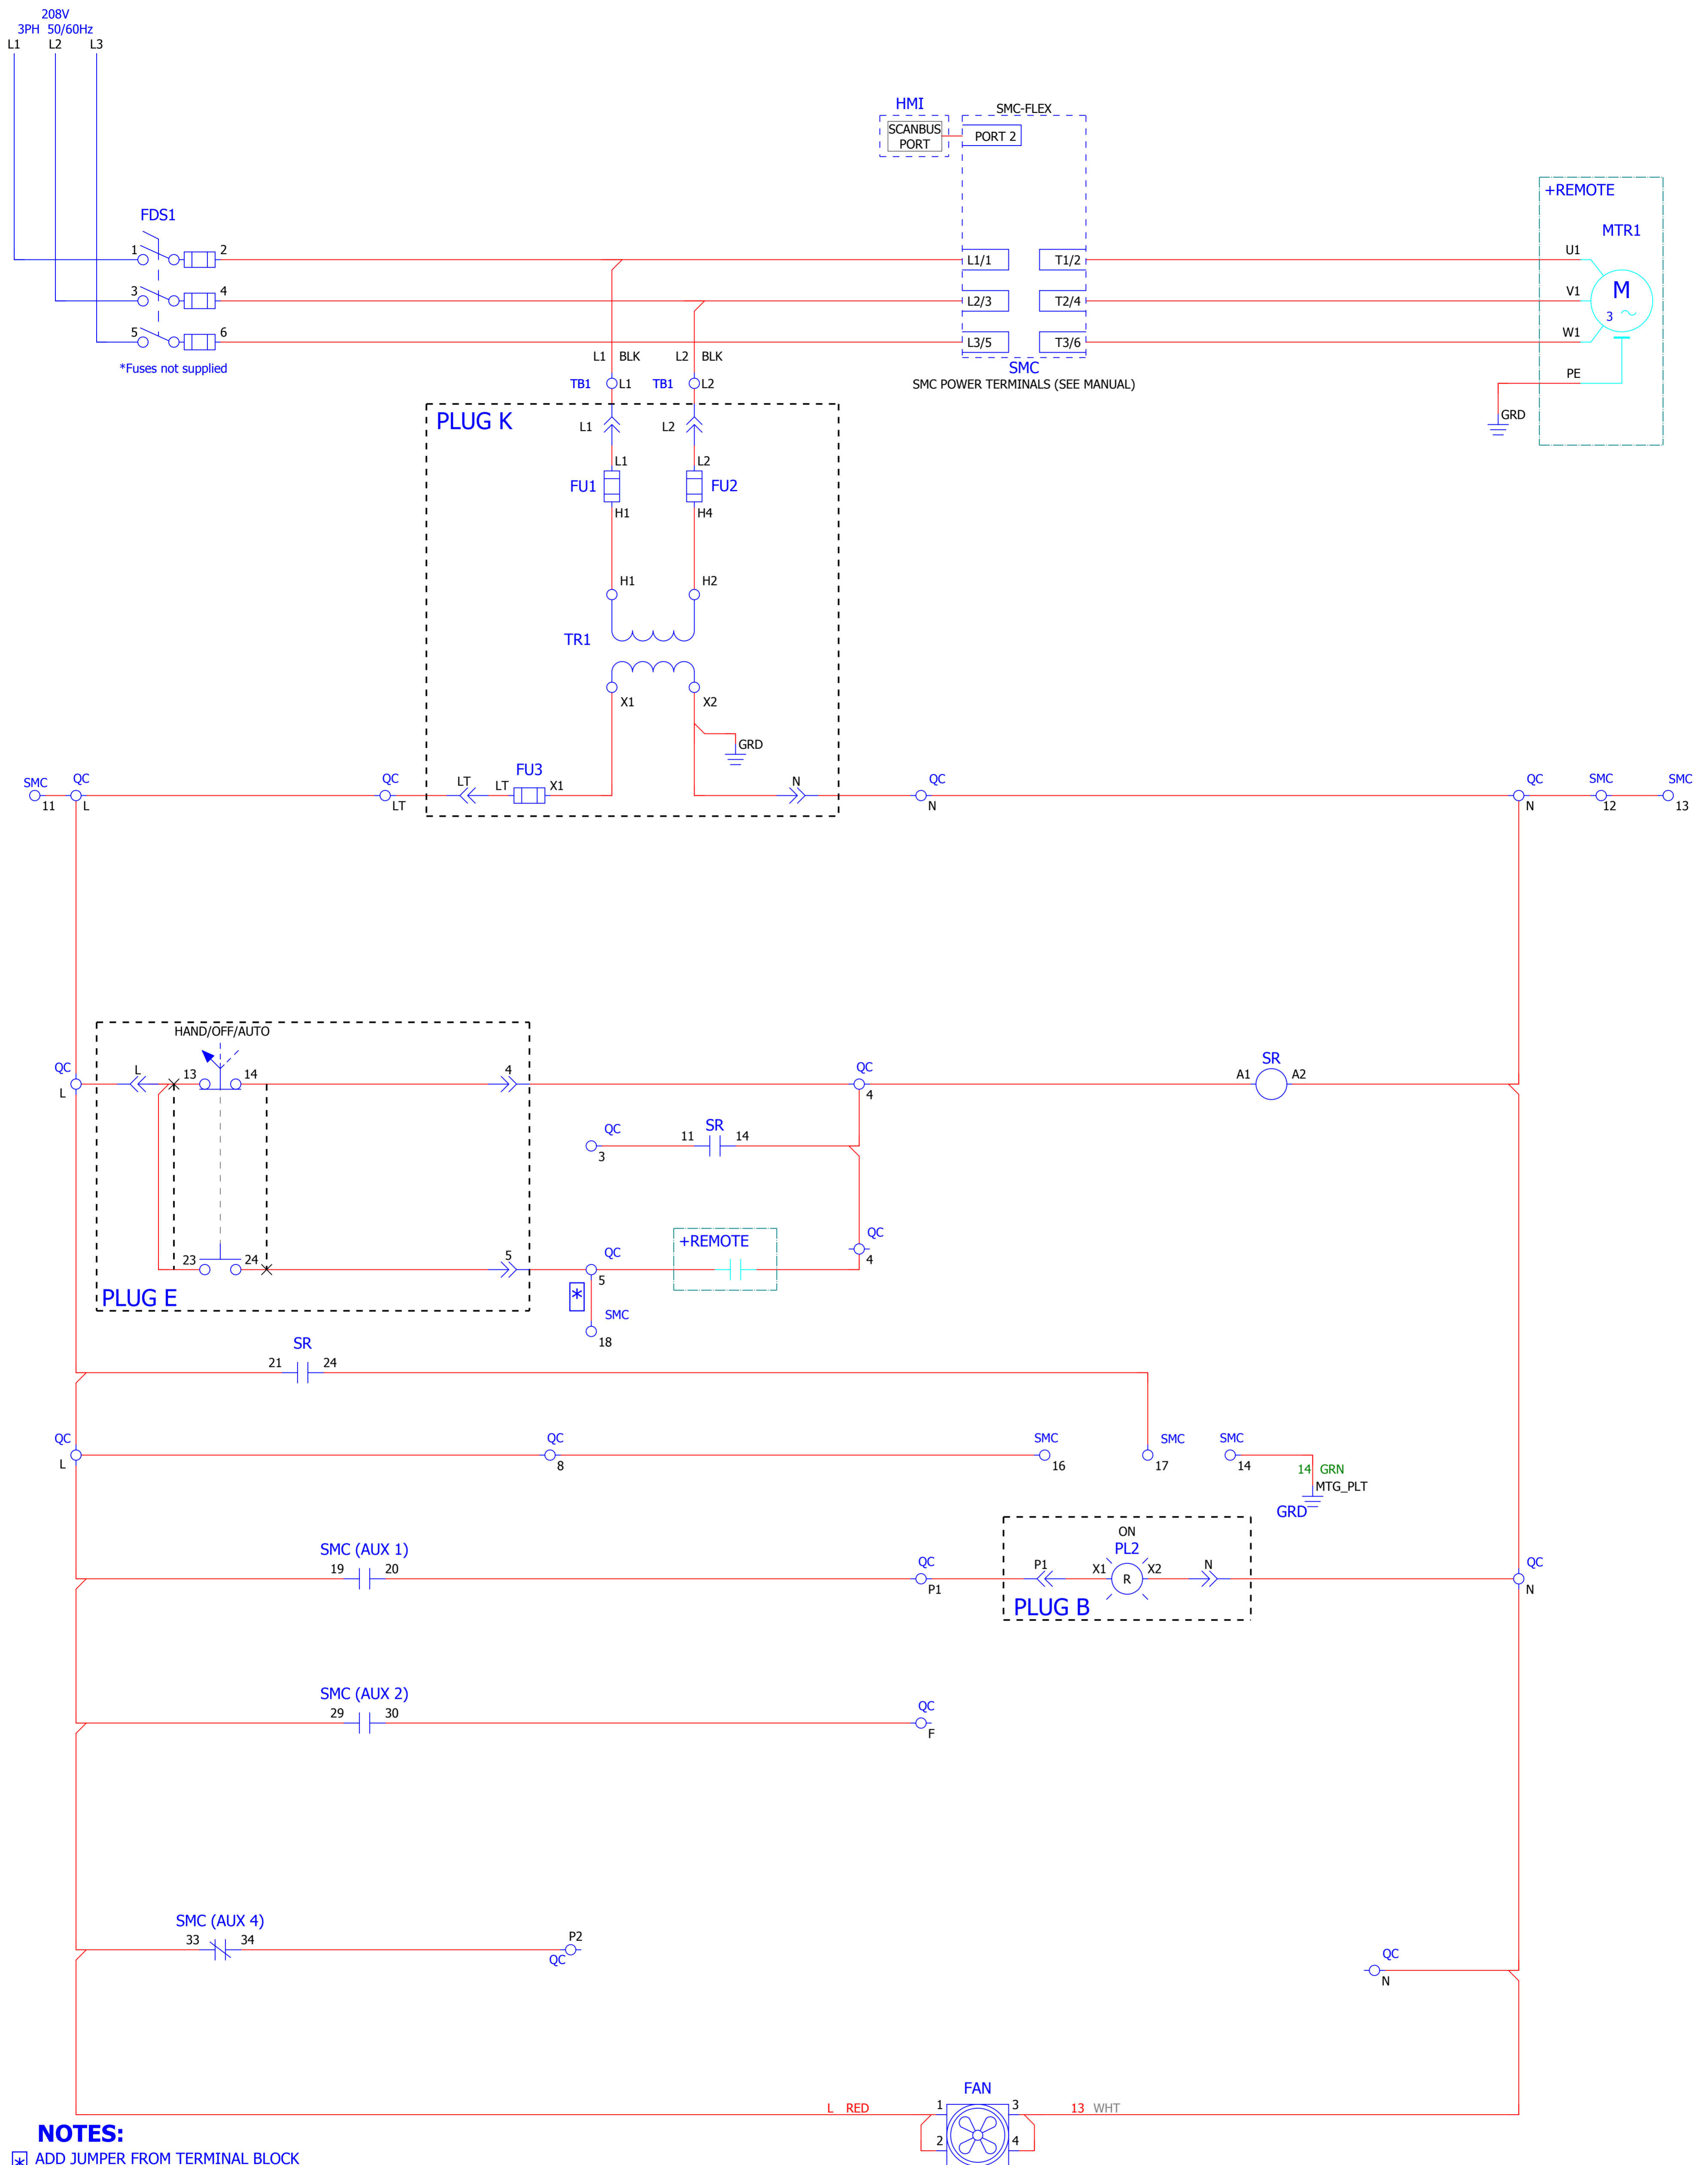 208V
3PH 50/60Hz
L1 L2 L3
HMI
SMC-FLEX
SCANBUS
PORT
PORT 2
+REMOTE
FDS1
MTR1
1 2
L1/1 T1/2
U1
3 4
L2/3 T2/4
V1
M
3
5 6
L3/5 T3/6
W1
*Fuses not supplied
L1 BLK L2 BLK
SMC
SMC POWER TERMINALS (SEE MANUAL)
PE
TB1 L1 TB1 L2
GRD
PLUG K
L1 L2
L1 L2
FU1 FU2
H1 H4
H1 H2
TR1
X1 X2
GRD
SMC QC QC LT LT FU3 X1 N QC QC SMC SMC
11 L LT N N 12 13
HAND/OFF/AUTO
QC L 13 14 4 QC SR
L 4 A1 A2
QC 11 SR 14
3
23 24 5 QC +REMOTE QC
5 4
PLUG E
* SMC
18
SR
21 24
QC QC SMC SMC SMC
L 8 16 17 14
14 GRN
MTG_PLT
GRD
ON
SMC (AUX 1) PL2
19 20 QC P1 X1 R X2 N QC
P1 N
PLUG B
SMC (AUX 2)
29 30 QC
F
SMC (AUX 4)
33 34 P2
QC
QC
N
FAN
L RED 1 3 13 WHT
2 4
NOTES:
* ADD JUMPER FROM TERMINAL BLOCK